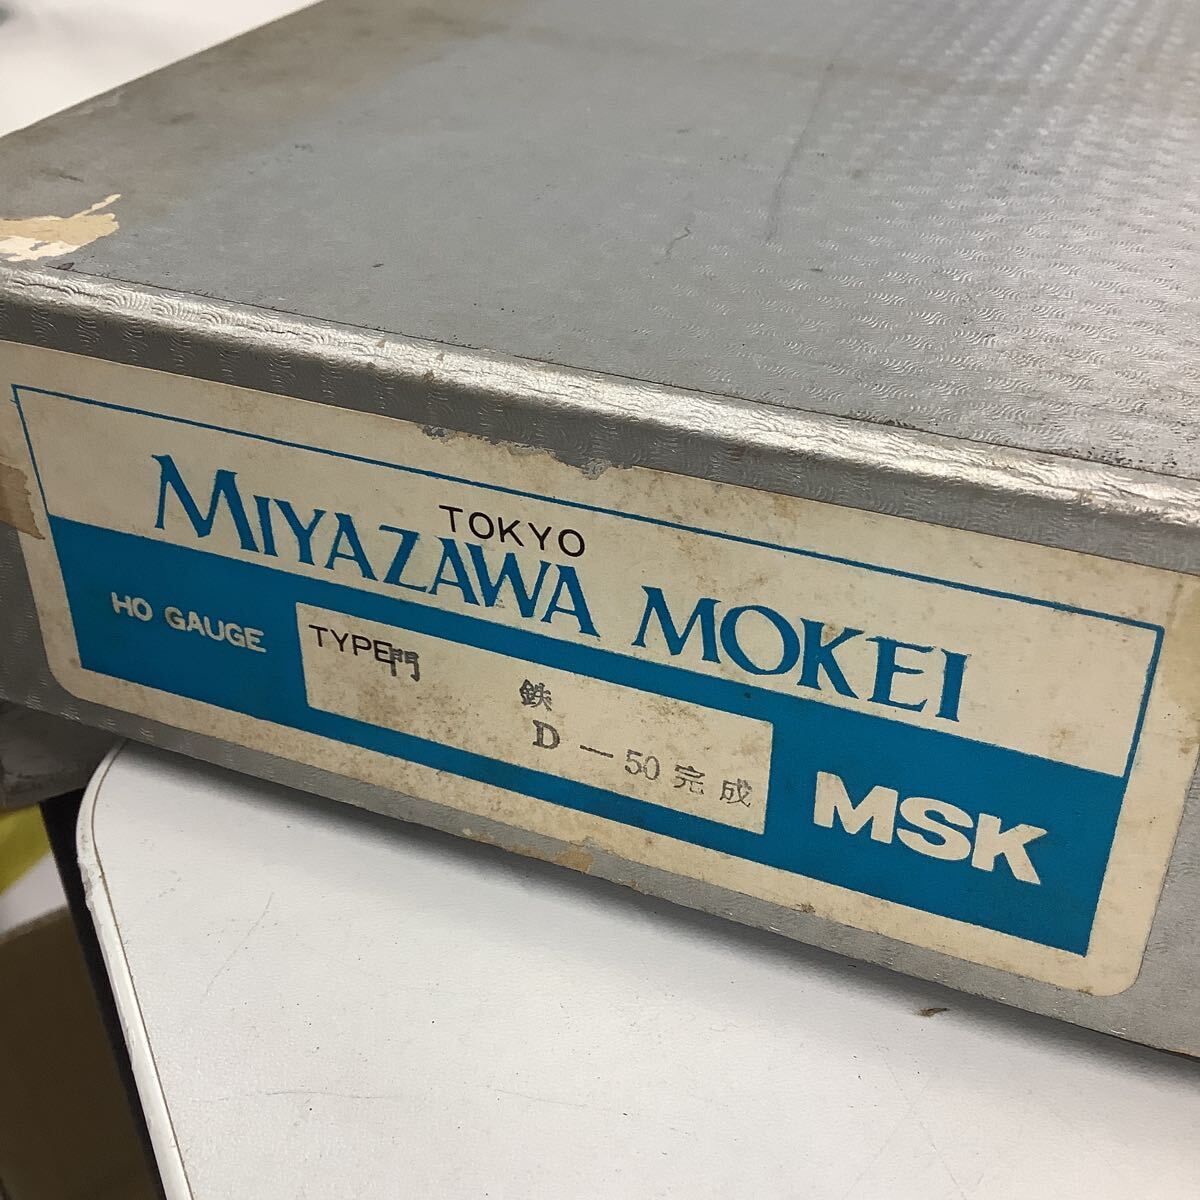 TOKYO
MIYAZAWA MOKEI
HO GAUGE
TYPE門 鉄
D-50完成
MSK